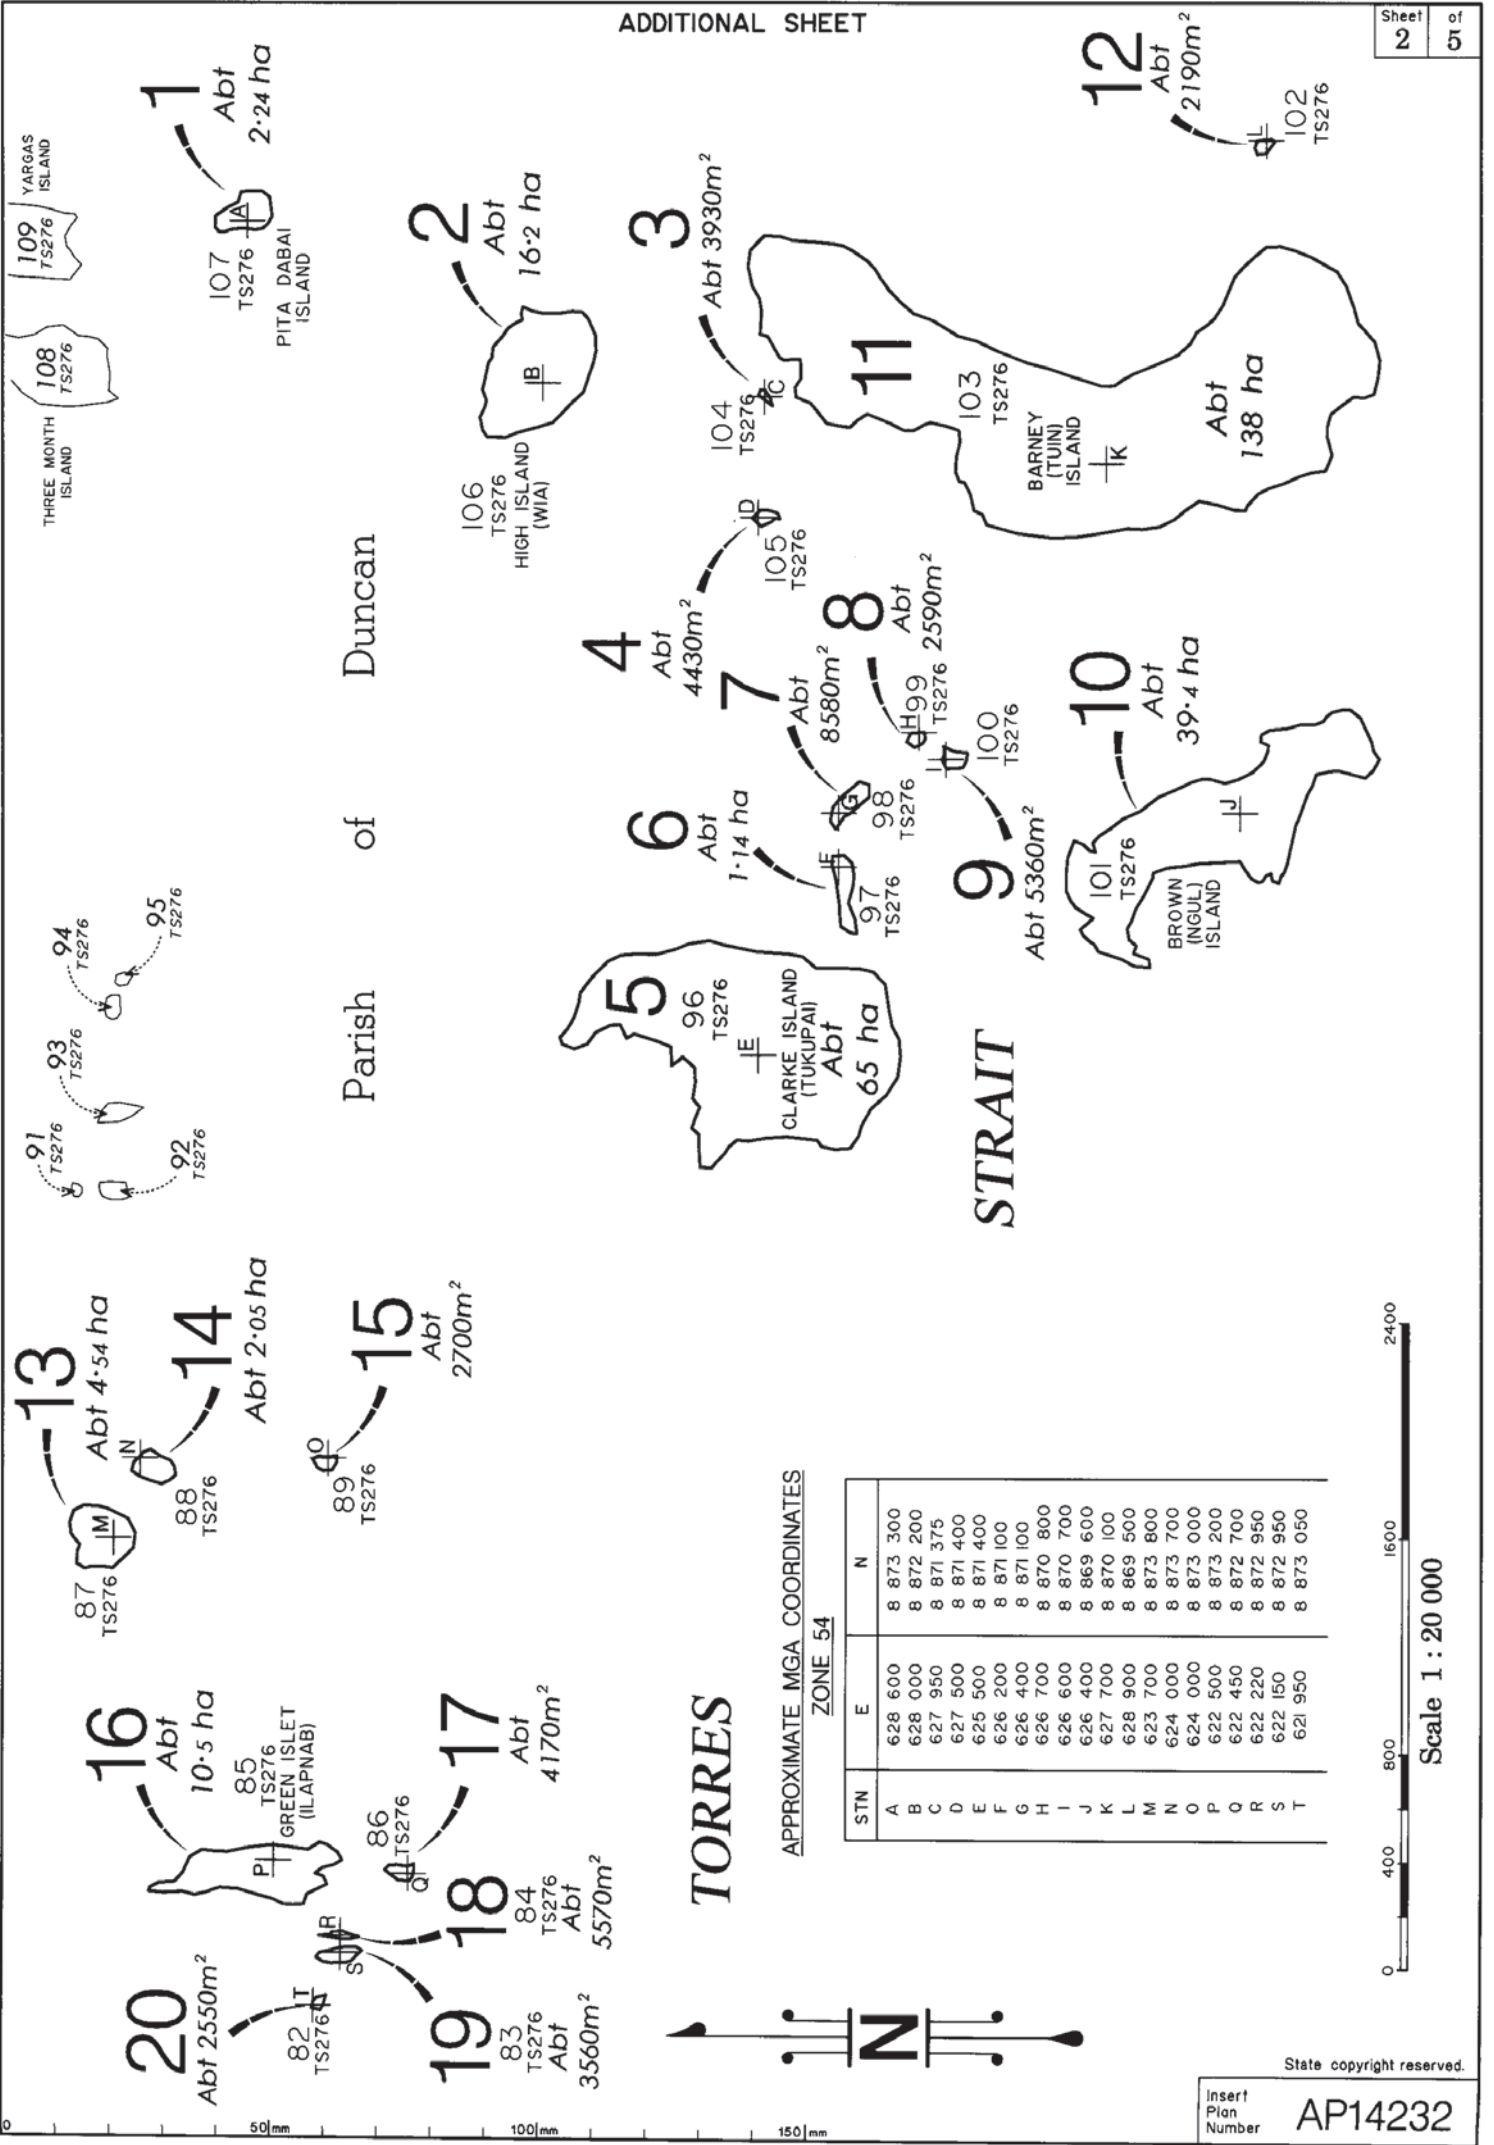 ADDITIONAL SHEET
Sheet
2
of
5
1
Abt
2·24 ha
YARGAS
ISLAND
109
TS276
107
TS276
A
PITA DABAI
ISLAND
108
TS276
THREE MONTH
ISLAND
2
Abt
16·2 ha
B
106
TS276
HIGH ISLAND
(WIA)
3
Abt 3930m²
104
TS276
C
12
Abt
2190m²
L
102
TS276
11
103
TS276
BARNEY
(TUIN)
ISLAND
K
Abt
138 ha
4
Abt
4430m²
D
105
TS276
7
Abt
8580m²
G
98
TS276
8
Abt
2590m²
H
99
TS276
I
100
TS276
6
Abt
1·14 ha
F
97
TS276
9
Abt 5360m²
10
Abt
39·4 ha
J
101
TS276
BROWN
(NGUL)
ISLAND
5
96
TS276
E
CLARKE ISLAND
(TUKUPAI)
Abt
65 ha
Parish of Duncan
94
TS276
95
TS276
93
TS276
91
TS276
92
TS276
TORRES STRAIT
13
Abt 4·54 ha
M
87
TS276
14
Abt 2·05 ha
N
88
TS276
15
Abt
2700m²
O
89
TS276
16
Abt
10·5 ha
85
TS276
GREEN ISLET
(ILAPNAB)
P
17
Abt
4170m²
86
TS276
Q
18
84
TS276
Abt
5570m²
R
19
83
TS276
Abt
3560m²
S
20
Abt 2550m²
T
82
TS276
APPROXIMATE MGA COORDINATES
ZONE 54
STN E N
A 628 600 8 873 300
B 628 000 8 872 200
C 627 950 8 871 375
D 627 500 8 871 400
E 625 500 8 871 400
F 626 200 8 871 100
G 626 400 8 871 100
H 626 700 8 870 800
I 626 600 8 870 700
J 626 400 8 869 600
K 627 700 8 870 100
L 628 900 8 869 500
M 623 700 8 873 800
N 624 000 8 873 700
O 624 000 8 873 000
P 622 500 8 873 200
Q 622 450 8 872 700
R 622 220 8 872 950
S 622 150 8 872 950
T 621 950 8 873 050
0 400 800 1600 2400
Scale 1 : 20 000
N
0 50mm 100mm 150mm
State copyright reserved.
Insert
Plan
Number
AP14232